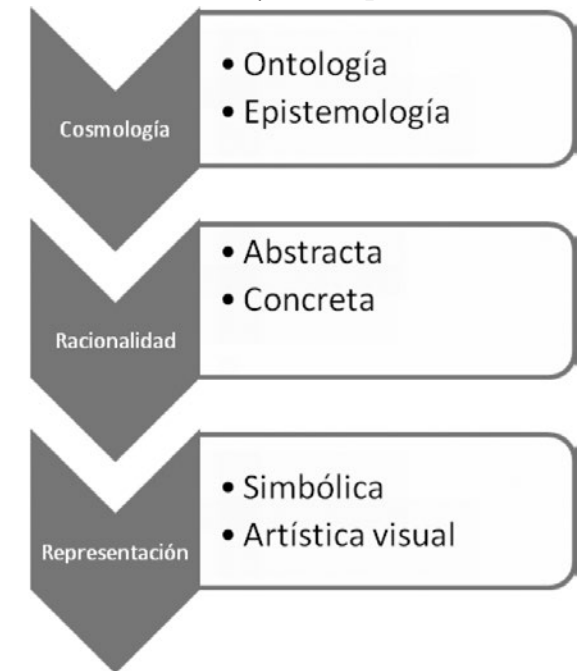 Cosmología
• Ontología
• Epistemología
Racionalidad
• Abstracta
• Concreta
Representación
• Simbólica
• Artística visual